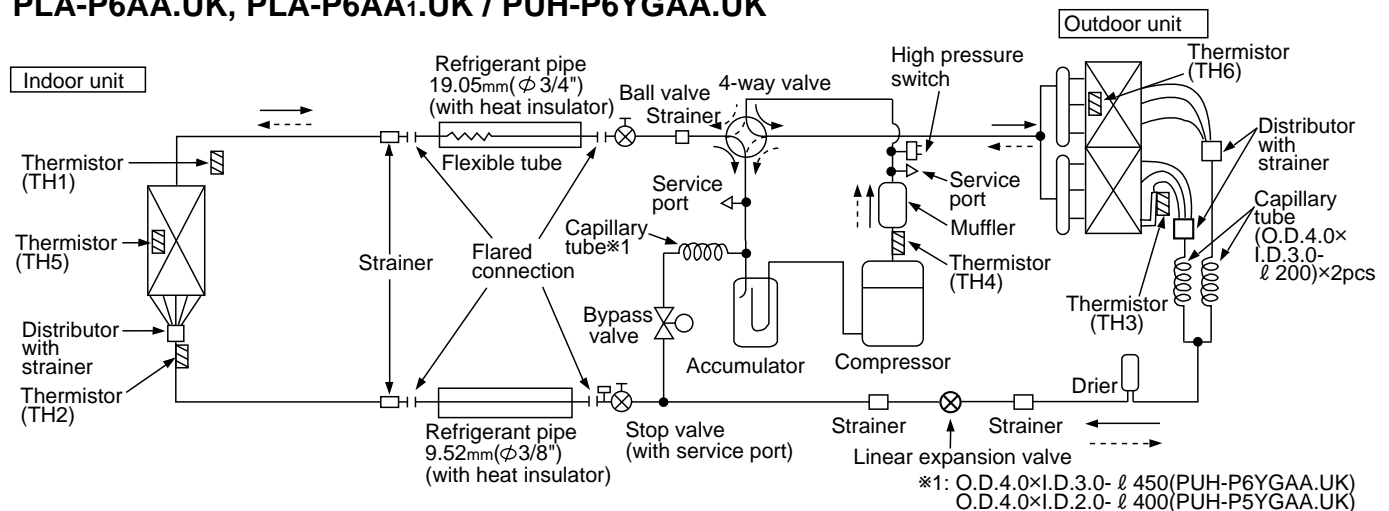 PLA-P6AA.UK, PLA-P6AA1.UK / PUH-P6YGAA.UK
Outdoor unit
Indoor unit
Refrigerant pipe
19.05mm(ϕ 3/4")
(with heat insulator)
Flexible tube
Ball valve
Strainer
4-way valve
High pressure
switch
Thermistor
(TH6)
Distributor
with
strainer
Thermistor
(TH1)
Service
port
Service
port
Muffler
Capillary
tube
(O.D.4.0×
I.D.3.0-
ℓ 200)×2pcs
Thermistor
(TH5)
Strainer
Flared
connection
Capillary
tube※1
Thermistor
(TH4)
Thermistor
(TH3)
Bypass
valve
Distributor
with
strainer
Accumulator
Compressor
Thermistor
(TH2)
Drier
Refrigerant pipe
9.52mm(ϕ3/8")
(with heat insulator)
Stop valve
(with service port)
Strainer
Strainer
Linear expansion valve
※1: O.D.4.0×I.D.3.0- ℓ 450(PUH-P6YGAA.UK)
O.D.4.0×I.D.2.0- ℓ 400(PUH-P5YGAA.UK)